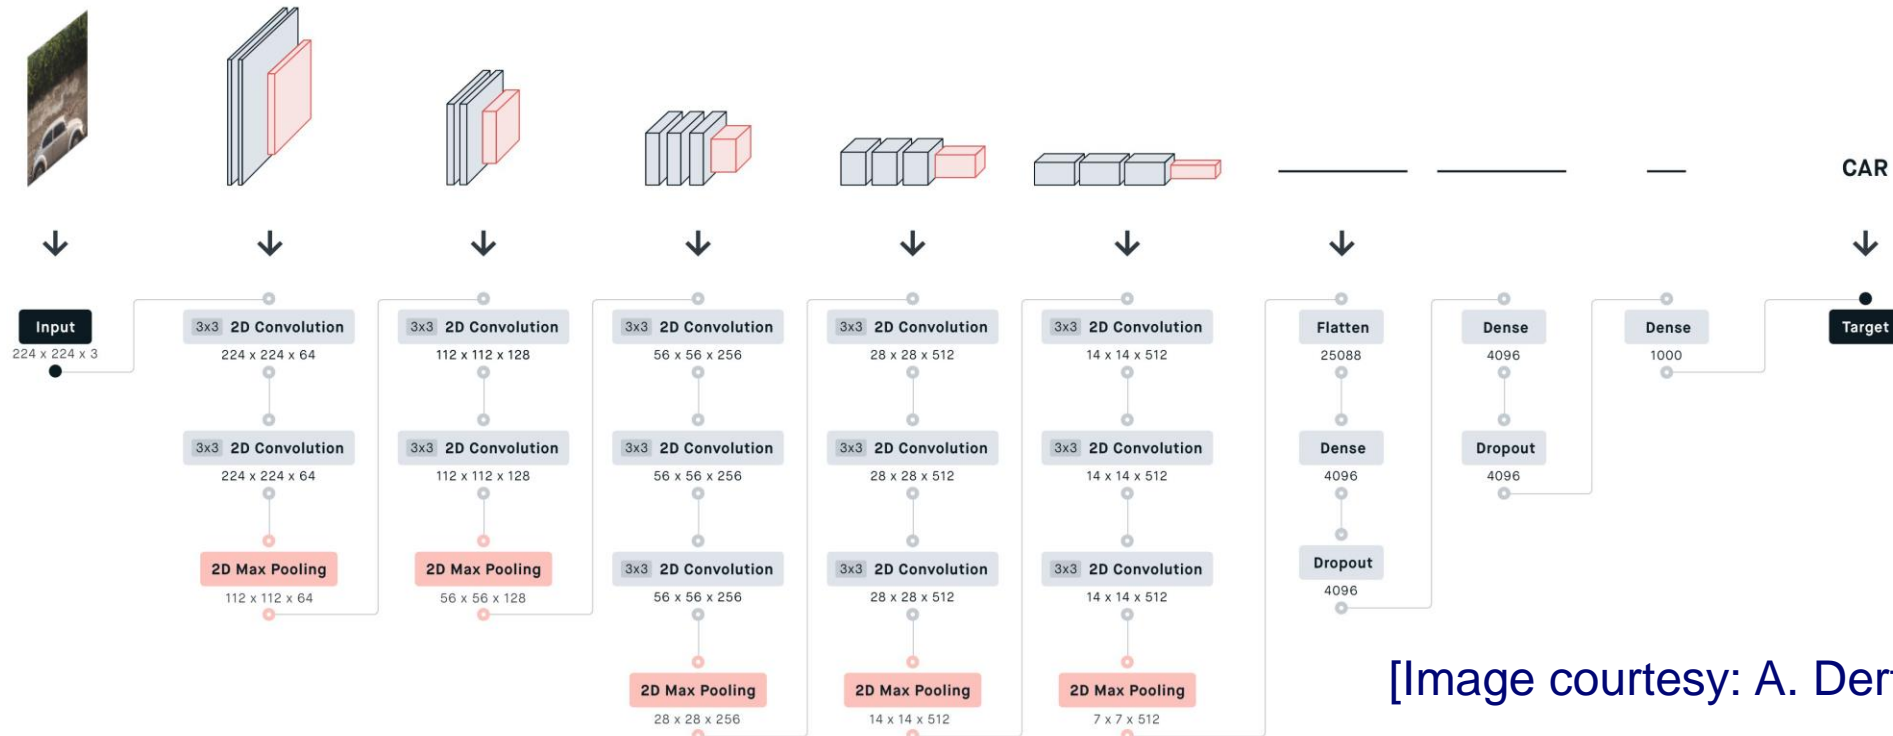 CAR
Input
224 x 224 x 3
3x3 2D Convolution
224 x 224 x 64
3x3 2D Convolution
224 x 224 x 64
2D Max Pooling
112 x 112 x 64
3x3 2D Convolution
112 x 112 x 128
3x3 2D Convolution
112 x 112 x 128
2D Max Pooling
56 x 56 x 128
3x3 2D Convolution
56 x 56 x 256
3x3 2D Convolution
56 x 56 x 256
3x3 2D Convolution
56 x 56 x 256
2D Max Pooling
28 x 28 x 256
3x3 2D Convolution
28 x 28 x 512
3x3 2D Convolution
28 x 28 x 512
3x3 2D Convolution
28 x 28 x 512
2D Max Pooling
14 x 14 x 512
3x3 2D Convolution
14 x 14 x 512
3x3 2D Convolution
14 x 14 x 512
3x3 2D Convolution
14 x 14 x 512
2D Max Pooling
7 x 7 x 512
Flatten
25088
Dense
4096
Dropout
4096
Dense
4096
Dropout
4096
Dense
1000
Target
[Image courtesy: A.